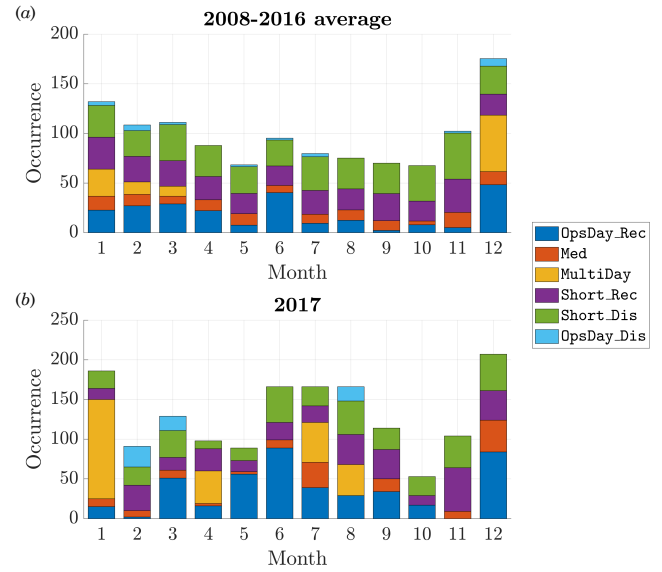 (a)
2008-2016 average
200
150
100
50
0
Occurrence
1 2 3 4 5 6 7 8 9 10 11 12
Month
OpsDay_Rec
Med
MultiDay
Short_Rec
Short_Dis
OpsDay_Dis
(b)
2017
250
200
150
100
50
0
Occurrence
1 2 3 4 5 6 7 8 9 10 11 12
Month